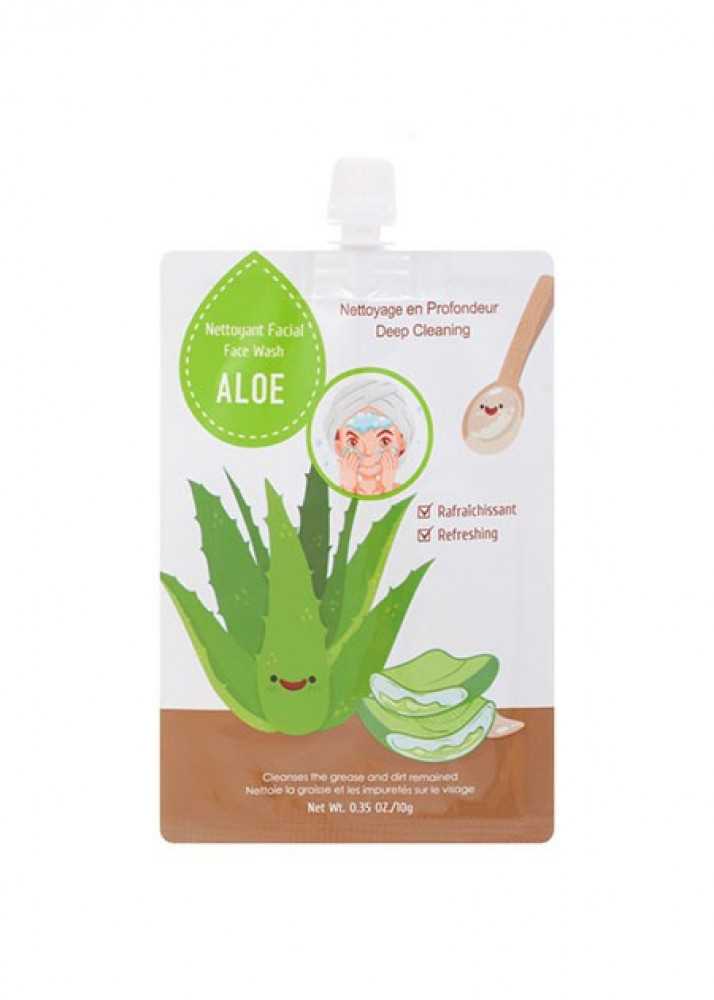 Nettoyant Facial
Face Wash
ALOE
Nettoyage en Profondeur
Deep Cleaning
Rafraîchissant
Refreshing
Cleanses the grease and dirt remained
Nettoie la graisse et les impuretés sur le visage
Net Wt. 0.35 OZ./10g